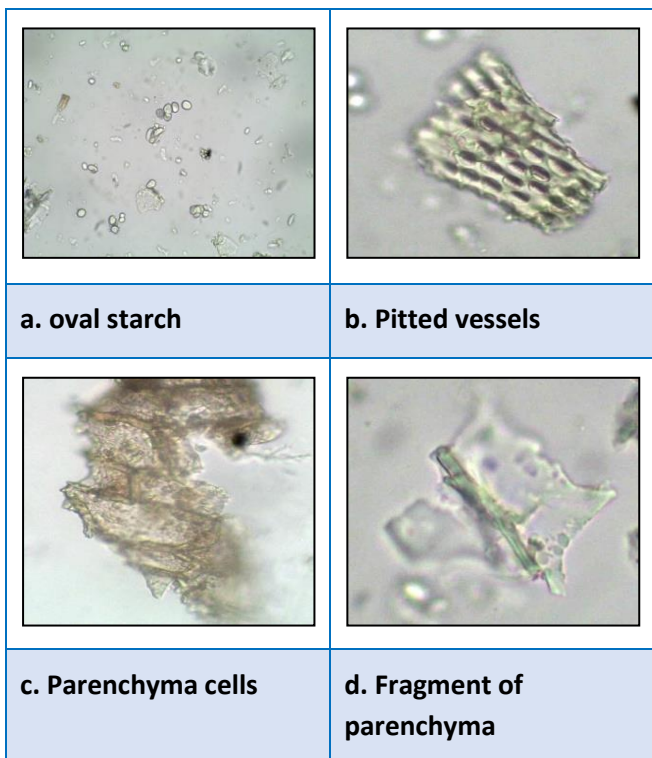 a. oval starch
b. Pitted vessels
c. Parenchyma cells
d. Fragment of
parenchyma